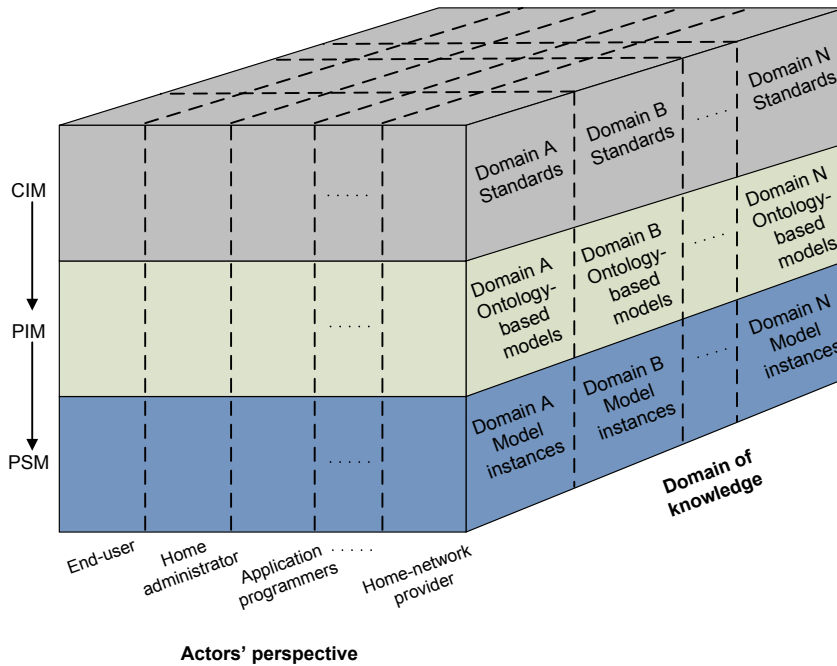 CIM
PIM
PSM
. . . . .
. . . . .
. . . . .
Domain A
Standards
Domain B
Standards
. . . .
Domain N
Standards
Domain A
Ontology-
based
models
Domain B
Ontology-
based
models
. . . .
Domain N
Ontology-
based
models
Domain A
Model
instances
Domain B
Model
instances
. . . .
Domain N
Model
instances
Domain of
knowledge
End-user
Home
administrator
Application
programmers
. . . . .
Home-network
provider
Actors’ perspective